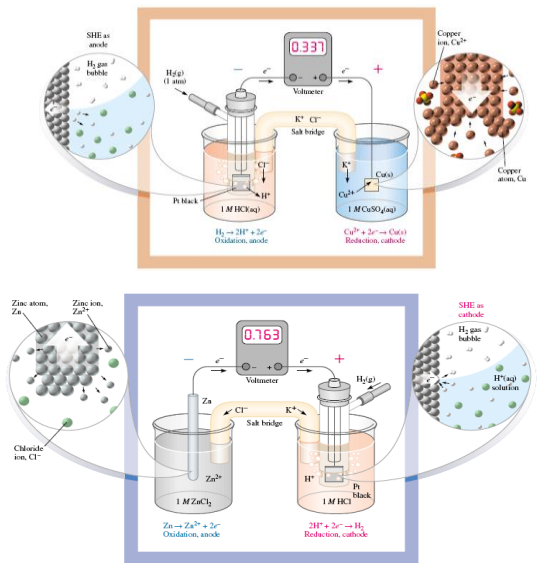 SHE as
anode
H₂ gas
bubble
H₂(g)
(1 atm)
−
e⁻
0.337
− +
Voltmeter
e⁻
+
Copper
ion, Cu²⁺
e⁻
Copper
atom, Cu
K⁺ Cl⁻
Salt bridge
Cl⁻
H⁺
Pt black
1 M HCl(aq)
K⁺
Cu(s)
Cu²⁺
1 M CuSO₄(aq)
H₂ → 2H⁺ + 2e⁻
Oxidation, anode
Cu²⁺ + 2e⁻ → Cu(s)
Reduction, cathode
Zinc atom,
Zn
Zinc ion,
Zn²⁺
e⁻
Chloride
ion, Cl⁻
−
e⁻
0.763
− +
Voltmeter
e⁻
+
SHE as
cathode
H₂ gas
bubble
H⁺(aq)
solution
e⁻
H₂(g)
Zn
Cl⁻
K⁺
Salt bridge
Zn²⁺
1 M ZnCl₂
H⁺
Pt
black
1 M HCl
Zn → Zn²⁺ + 2e⁻
Oxidation, anode
2H⁺ + 2e⁻ → H₂
Reduction, cathode